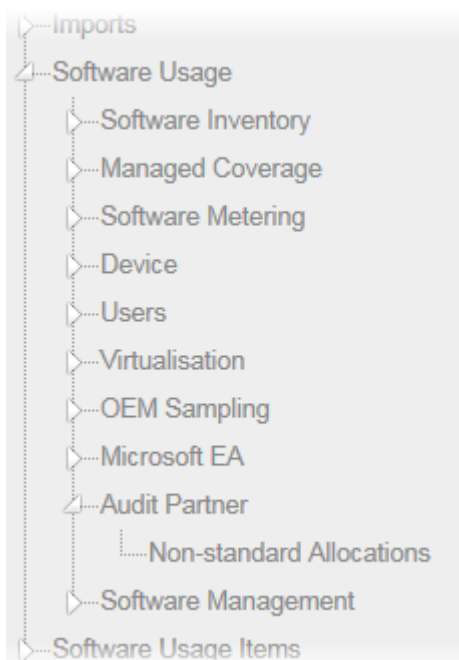 Imports
Software Usage
Software Inventory
Managed Coverage
Software Metering
Device
Users
Virtualisation
OEM Sampling
Microsoft EA
Audit Partner
Non-standard Allocations
Software Management
Software Usage Items